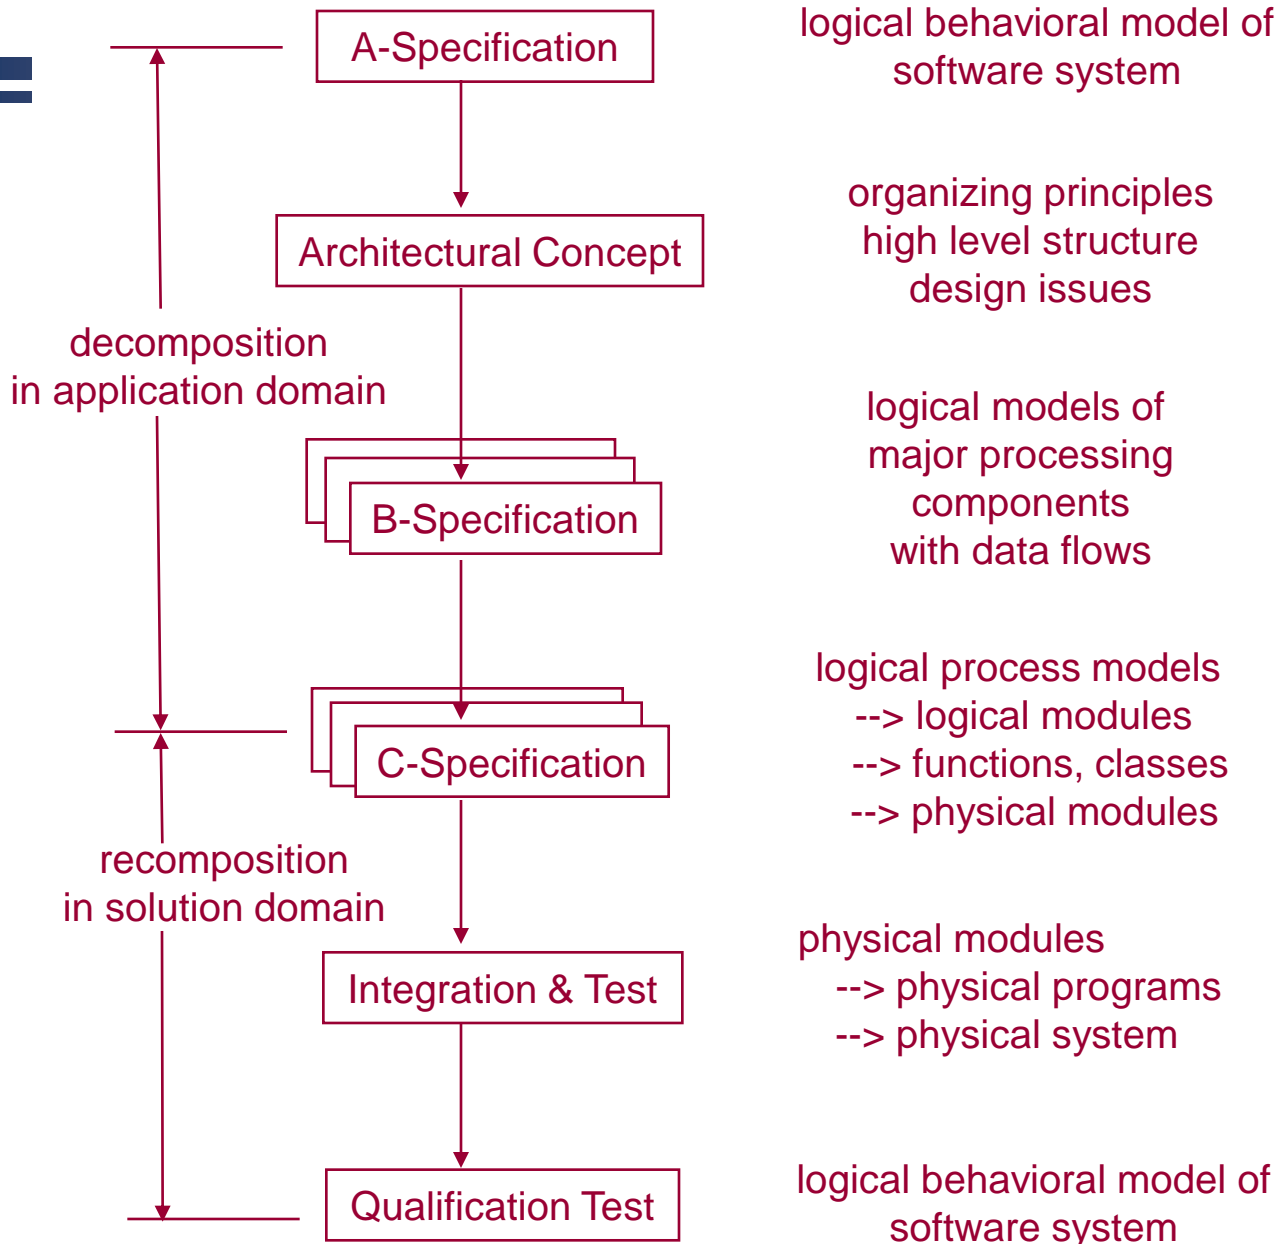 A-Specification
logical behavioral model of
software system
organizing principles
high level structure
design issues
Architectural Concept
decomposition
in application domain
logical models of
major processing
components
with data flows
B-Specification
logical process models
--> logical modules
--> functions, classes
--> physical modules
C-Specification
recomposition
in solution domain
physical modules
--> physical programs
--> physical system
Integration & Test
logical behavioral model of
software system
Qualification Test